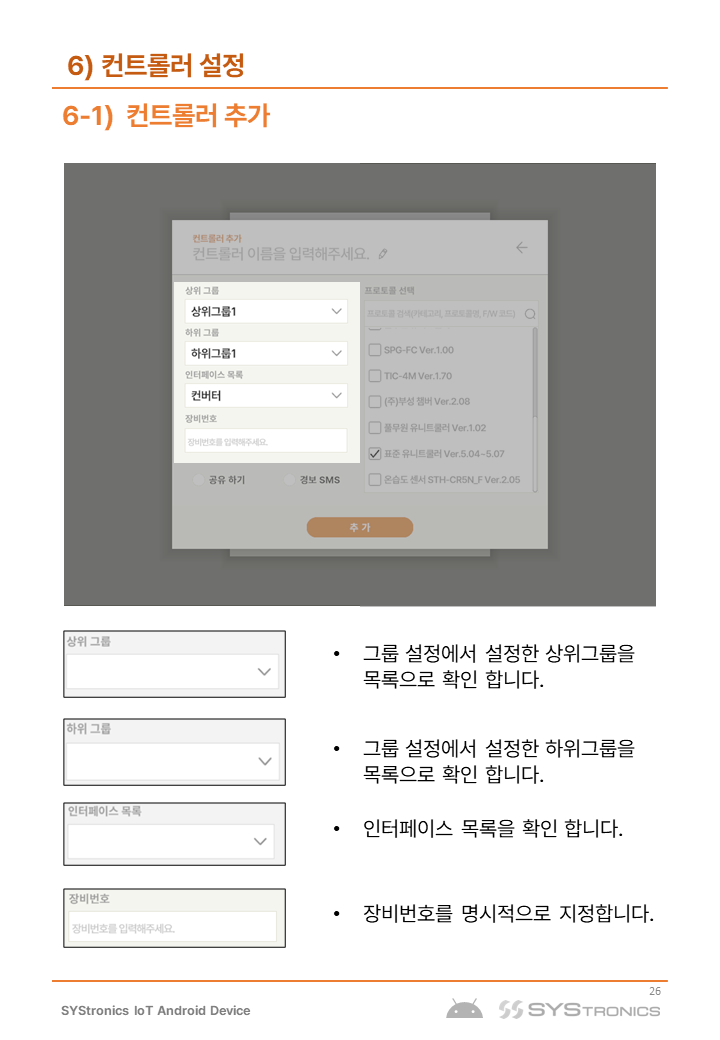 6) 컨트롤러 설정
6-1) 컨트롤러 추가
컨트롤러 추가
컨트롤러 이름을 입력해주세요.
상위 그룹
상위그룹1
하위 그룹
하위그룹1
인터페이스 목록
컨버터
장비번호
장비번호를 입력해주세요.
공유 하기
경보 SMS
프로토콜 선택
프로토콜 검색(카테고리, 프로토콜명, F/W 코드)
SPG-FC Ver.1.00
TIC-4M Ver.1.70
(주)부성 챔버 Ver.2.08
풀무원 유니트쿨러 Ver.1.02
표준 유니트쿨러 Ver.5.04~5.07
온습도 센서 STH-CR5N_F Ver.2.05
추 가
상위 그룹
• 그룹 설정에서 설정한 상위그룹을
목록으로 확인 합니다.
하위 그룹
• 그룹 설정에서 설정한 하위그룹을
목록으로 확인 합니다.
인터페이스 목록
• 인터페이스 목록을 확인 합니다.
장비번호
장비번호를 입력해주세요.
• 장비번호를 명시적으로 지정합니다.
26
SYStronics IoT Android Device
SYSTRONICS